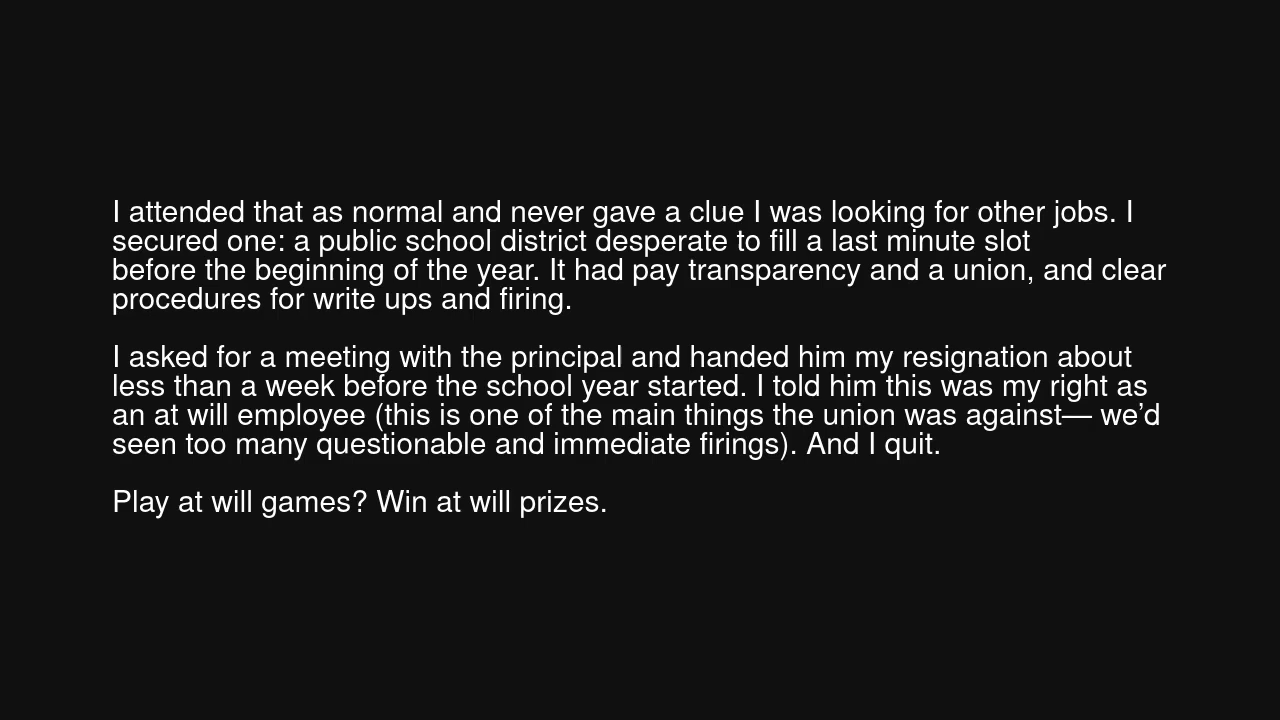 I attended that as normal and never gave a clue I was looking for other jobs. I
secured one: a public school district desperate to fill a last minute slot
before the beginning of the year. It had pay transparency and a union, and clear
procedures for write ups and firing.
I asked for a meeting with the principal and handed him my resignation about
less than a week before the school year started. I told him this was my right as
an at will employee (this is one of the main things the union was against— we’d
seen too many questionable and immediate firings). And I quit.
Play at will games? Win at will prizes.